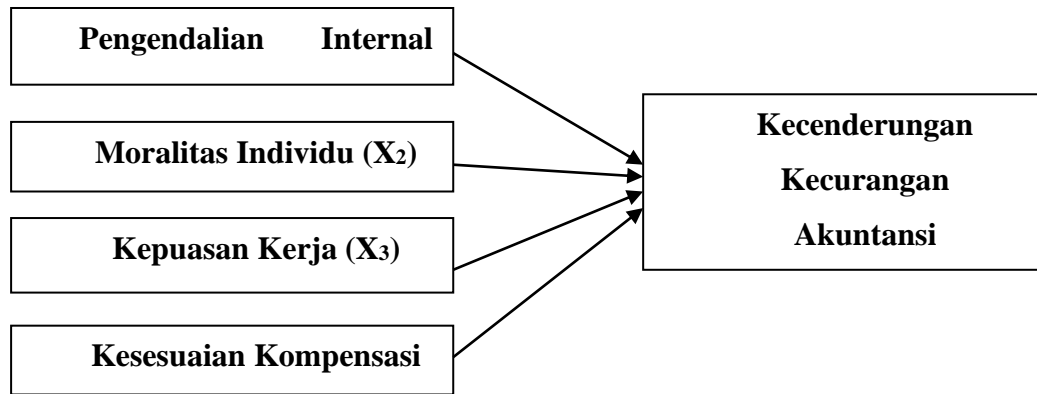 Pengendalian Internal
Moralitas Individu (X2)
Kepuasan Kerja (X3)
Kesesuaian Kompensasi
Kecenderungan
Kecurangan
Akuntansi